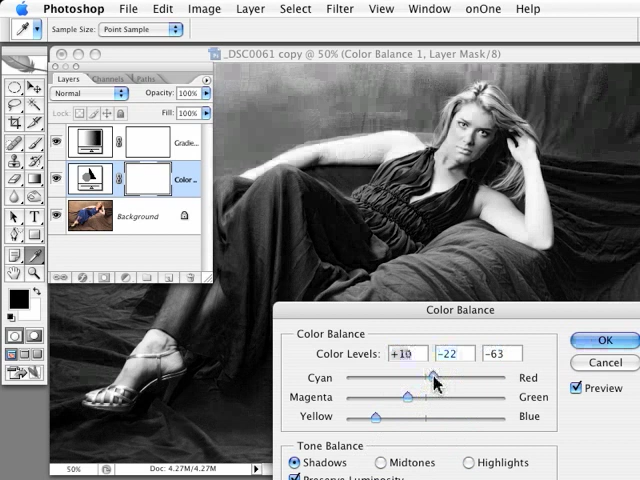 Photoshop File Edit Image Layer Select Filter View Window onOne H
Sample Size: Point Sample
_DSC0061 copy @ 50% (Color Balance 1, Layer Mask/8)
Layers Channels Paths
Normal Opacity: 100%
Lock: Fill: 100%
Gradie...
Color ...
Background
Color Balance
Color Balance
Color Levels: +10 -22 -63
OK
Cyan Red
Cancel
Magenta Green
Preview
Yellow Blue
Tone Balance
Shadows Midtones Highlights
Preserve Luminosity
50% Doc: 4.27M/4.27M